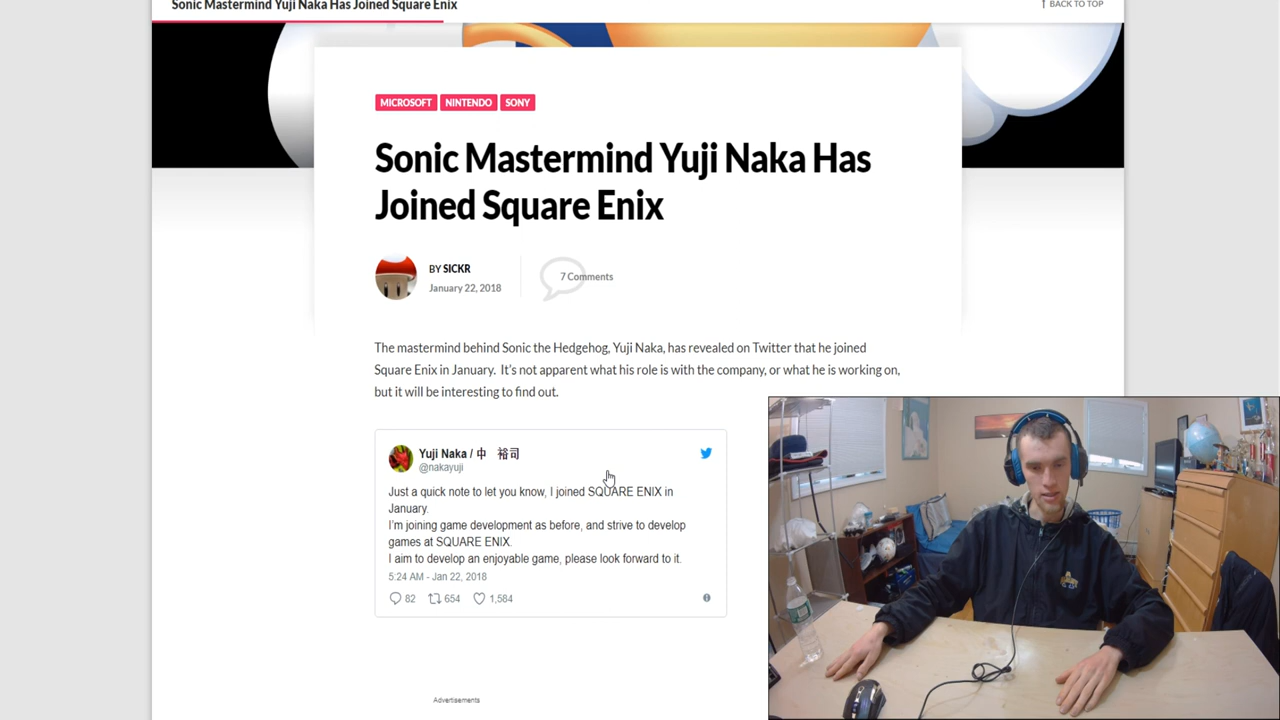 Sonic Mastermind Yuji Naka Has Joined Square Enix
↑ BACK TO TOP
MICROSOFT NINTENDO SONY
Sonic Mastermind Yuji Naka Has
Joined Square Enix
BY SICKR
January 22, 2018
7 Comments
The mastermind behind Sonic the Hedgehog, Yuji Naka, has revealed on Twitter that he joined
Square Enix in January. It's not apparent what his role is with the company, or what he is working on,
but it will be interesting to find out.
Yuji Naka / 中 裕司
@nakayuji
Just a quick note to let you know, I joined SQUARE ENIX in
January.
I'm joining game development as before, and strive to develop
games at SQUARE ENIX.
I aim to develop an enjoyable game, please look forward to it.
5:24 AM - Jan 22, 2018
82 654 1,584
Advertisements